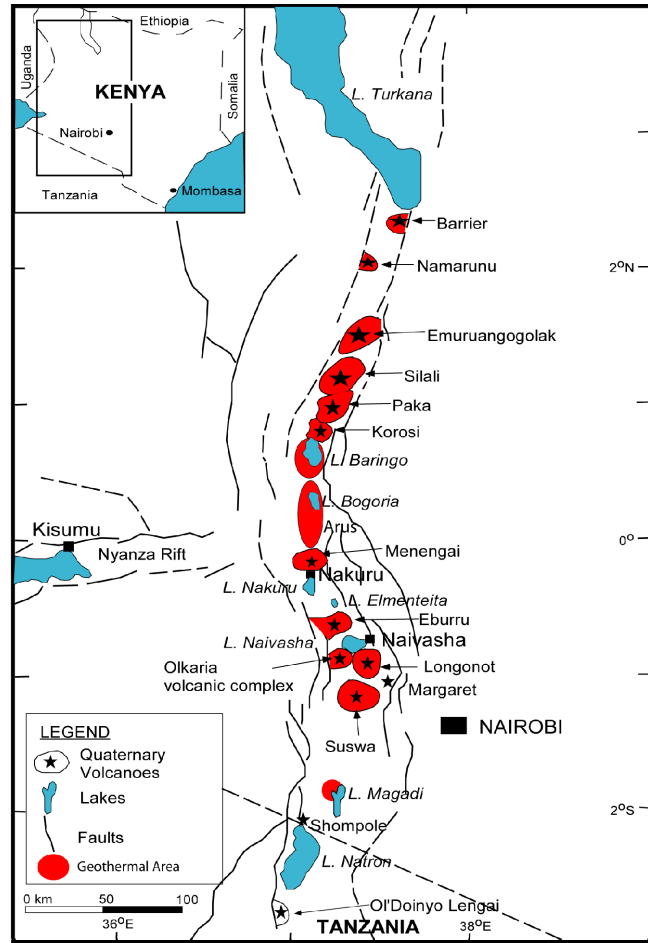 Ethiopia
Uganda
Somalia
KENYA
Nairobi
Tanzania
Mombasa
L. Turkana
Barrier
Namarunu
2°N
Emuruangogolak
Silali
Paka
Korosi
L. Baringo
L. Bogoria
Arus
Kisumu
Nyanza Rift
Menengai
0°
Nakuru
L. Nakuru
L. Elmenteita
Eburru
L. Naivasha
Naivasha
Olkaria
volcanic complex
Longonot
Margaret
NAIROBI
Suswa
LEGEND
Quaternary
Volcanoes
Lakes
Faults
Geothermal Area
0 km 50 100
L. Magadi
2°S
Shompole
L. Natron
Ol'Doinyo Lengai
36°E
TANZANIA
38°E